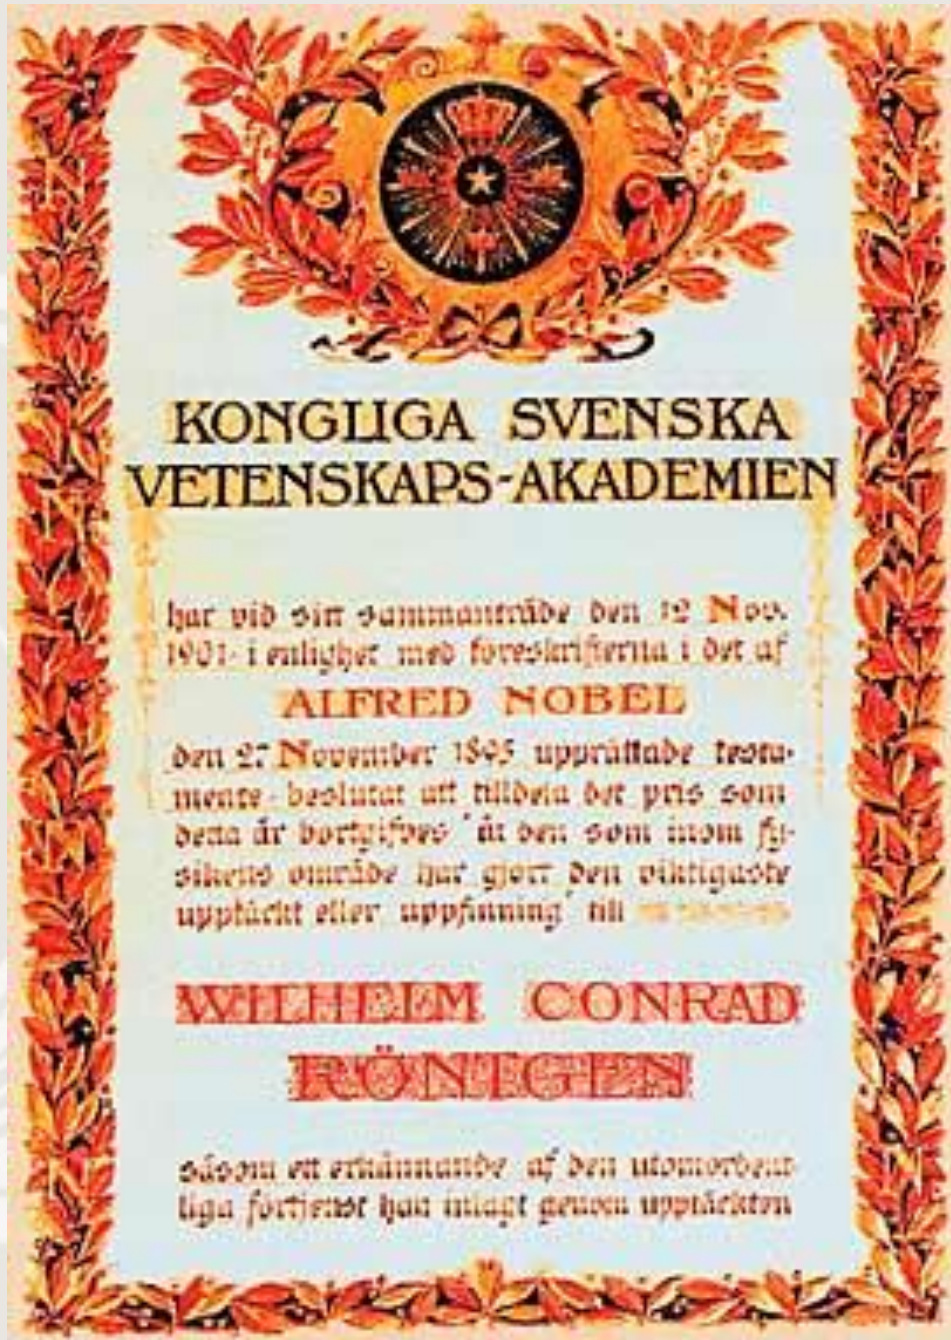 KONGLIGA SVENSKA
VETENSKAPS-AKADEMIEN
har vid sitt sammanträde den 12 Nov.
1901 i enlighet med föreskrifterna i det af
ALFRED NOBEL
den 27 November 1895 upprättade testa-
mente beslutat att tilldela det pris som
detta år bortgifves "åt den som inom fy-
sikens område har gjort den viktigaste
upptäckt eller uppfinning" till
WILHELM CONRAD
RÖNTGEN
såsom ett erkännande af den utomordent-
liga förtjenst han inlagt genom upptäckten